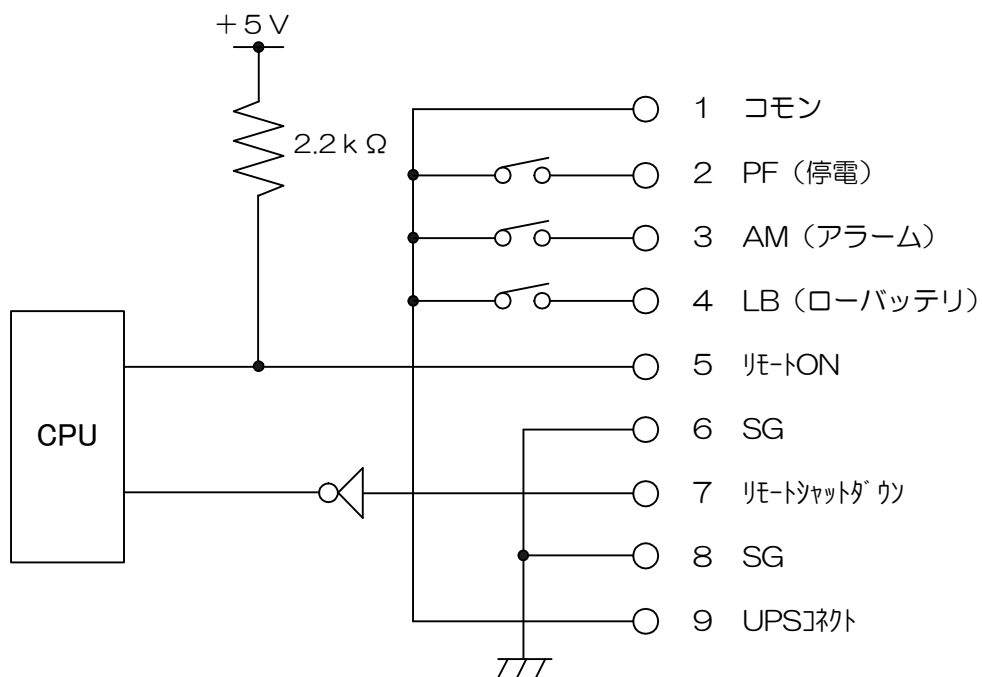 ＋５Ｖ
2.2ｋΩ
CPU
1 コモン
2 PF（停電）
3 AM（アラーム）
4 LB（ローバッテリ）
5 ﾘﾓｰﾄON
6 SG
7 ﾘﾓｰﾄｼｬｯﾄﾀﾞｳﾝ
8 SG
9 UPSｺﾈｸﾄ